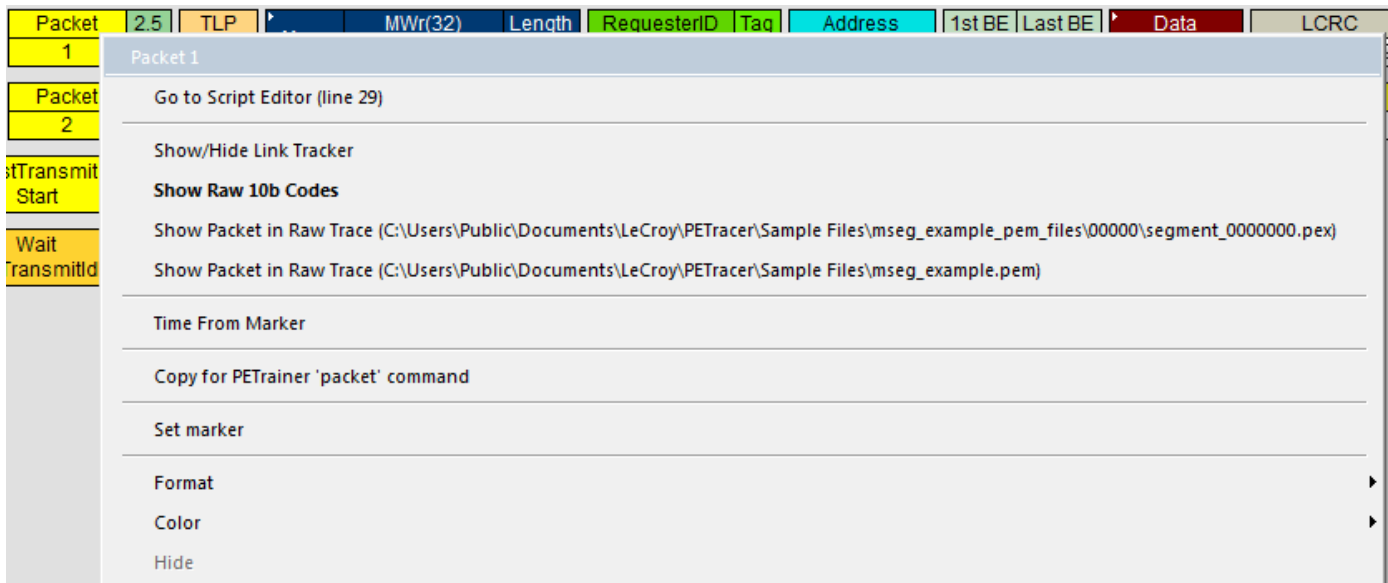 Packet 2.5 TLP MWr(32) Length RequesterID Tag Address 1st BE Last BE Data LCRC
1
Packet 1
Packet
2
Go to Script Editor (line 29)
Show/Hide Link Tracker
stTransmit
Start
Show Raw 10b Codes
Wait
TransmitId
Show Packet in Raw Trace (C:\Users\Public\Documents\LeCroy\PETracer\Sample Files\mseg_example_pem_files\00000\segment_0000000.pex)
Show Packet in Raw Trace (C:\Users\Public\Documents\LeCroy\PETracer\Sample Files\mseg_example.pem)
Time From Marker
Copy for PETrainer 'packet' command
Set marker
Format
Color
Hide